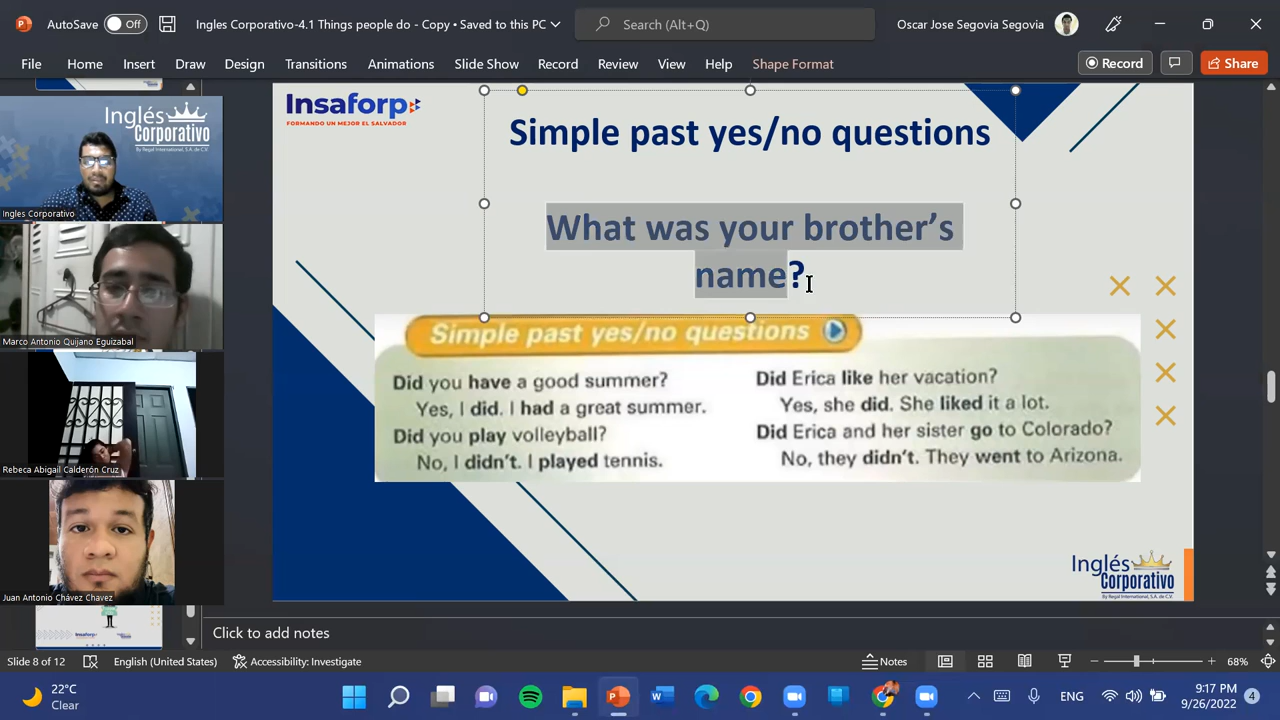 AutoSave Off Ingles Corporativo-4.1 Things people do - Copy • Saved to this PC Search (Alt+Q) Oscar Jose Segovia Segovia
File Home Insert Draw Design Transitions Animations Slide Show Record Review View Help Shape Format Record Share
Inglés
Corporativo
Ingles Corporativo
Marco Antonio Quijano Eguizabal
Rebeca Abigail Calderón Cruz
Juan Antonio Chávez Chavez
Insaforp
FORMANDO UN MEJOR EL SALVADOR
Simple past yes/no questions
What was your brother's
name?
Simple past yes/no questions
Did you have a good summer?
Yes, I did. I had a great summer.
Did you play volleyball?
No, I didn't. I played tennis.
Did Erica like her vacation?
Yes, she did. She liked it a lot.
Did Erica and her sister go to Colorado?
No, they didn't. They went to Arizona.
Inglés
Corporativo
By Regal International, S.A. de C.V.
Click to add notes
Slide 8 of 12 English (United States) Accessibility: Investigate Notes 68%
22°C
Clear
ENG
9:17 PM
9/26/2022
4